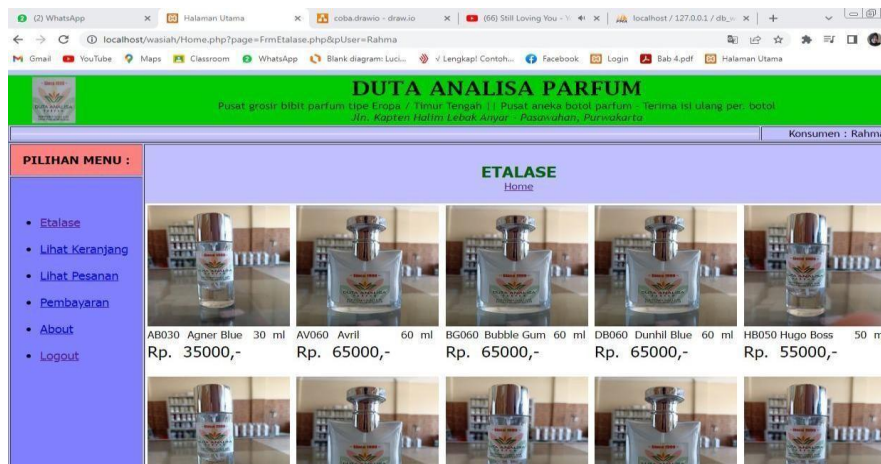 (2) WhatsApp
Halaman Utama
coba.drawio - draw.io
(66) Still Loving You - Y
localhost / 127.0.0.1 / db_w
localhost/wasiah/Home.php?page=FrmEtalase.php&pUser=Rahma
Gmail YouTube Maps Classroom WhatsApp Blank diagram: Luci... √ Lengkap! Contoh... Facebook Login Bab 4.pdf Halaman Utama
DUTA ANALISA PARFUM
Pusat grosir bibit parfum tipe Eropa / Timur Tengah || Pusat aneka botol parfum - Terima isi ulang per. botol
Jln. Kapten Halim Lebak Anyar - Pasawahan, Purwakarta
Konsumen : Rahma
PILIHAN MENU :
Etalase
Lihat Keranjang
Lihat Pesanan
Pembayaran
About
Logout
ETALASE
Home
AB030 Agner Blue 30 ml
Rp. 35000,-
AV060 Avril 60 ml
Rp. 65000,-
BG060 Bubble Gum 60 ml
Rp. 65000,-
DB060 Dunhil Blue 60 ml
Rp. 65000,-
HB050 Hugo Boss 50 m
Rp. 55000,-